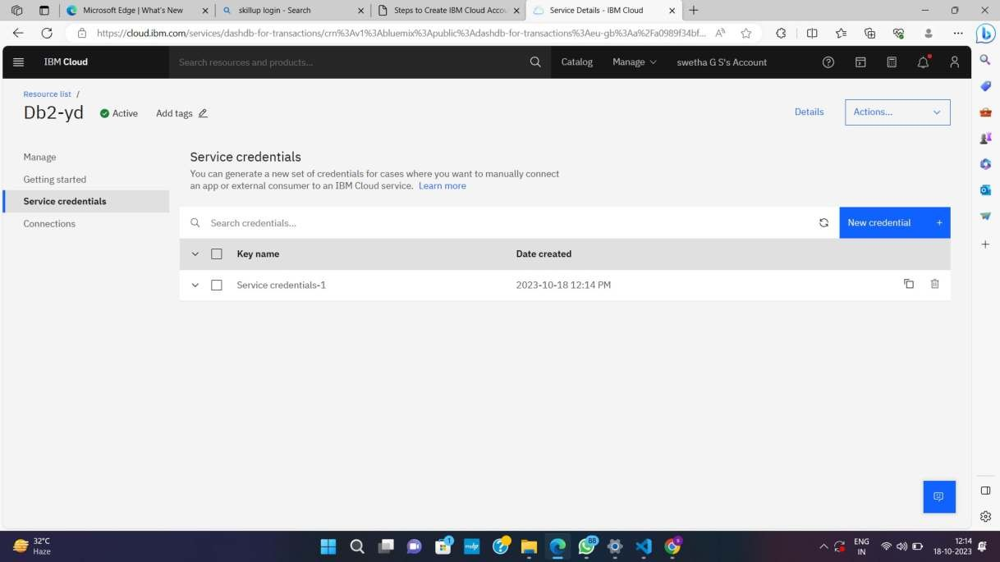 Microsoft Edge | What's New
skillup login - Search
Steps to Create IBM Cloud Accou
Service Details - IBM Cloud
https://cloud.ibm.com/services/dashdb-for-transactions/crn%3Av1%3Abluemix%3Apublic%3Adashdb-for-transactions%3Aeu-gb%3Aa%2Fa0989f34bf...
IBM Cloud
Search resources and products...
Catalog
Manage
swetha G S's Account
Resource list /
Db2-yd
Active
Add tags
Details
Actions...
Manage
Getting started
Service credentials
Connections
Service credentials
You can generate a new set of credentials for cases where you want to manually connect
an app or external consumer to an IBM Cloud service. Learn more
Search credentials...
New credential +
Key name
Date created
Service credentials-1
2023-10-18 12:14 PM
32°C
Haze
1
88
ENG
IN
12:14
18-10-2023